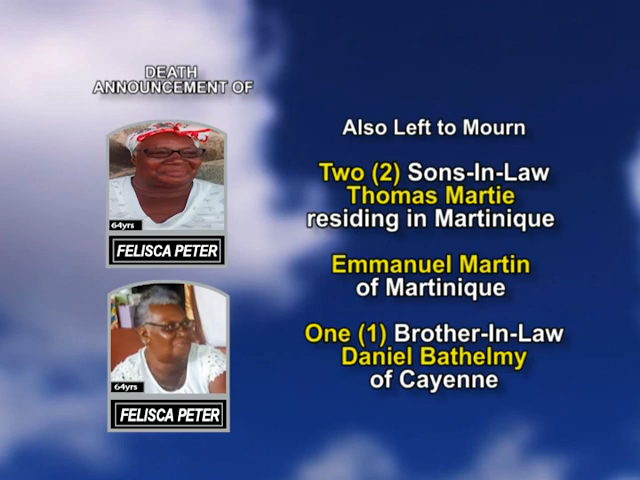 DEATH
ANNOUNCEMENT OF
64yrs
FELISCA PETER
64yrs
FELISCA PETER
Also Left to Mourn
Two (2) Sons-In-Law
Thomas Martie
residing in Martinique
Emmanuel Martin
of Martinique
One (1) Brother-In-Law
Daniel Bathelmy
of Cayenne